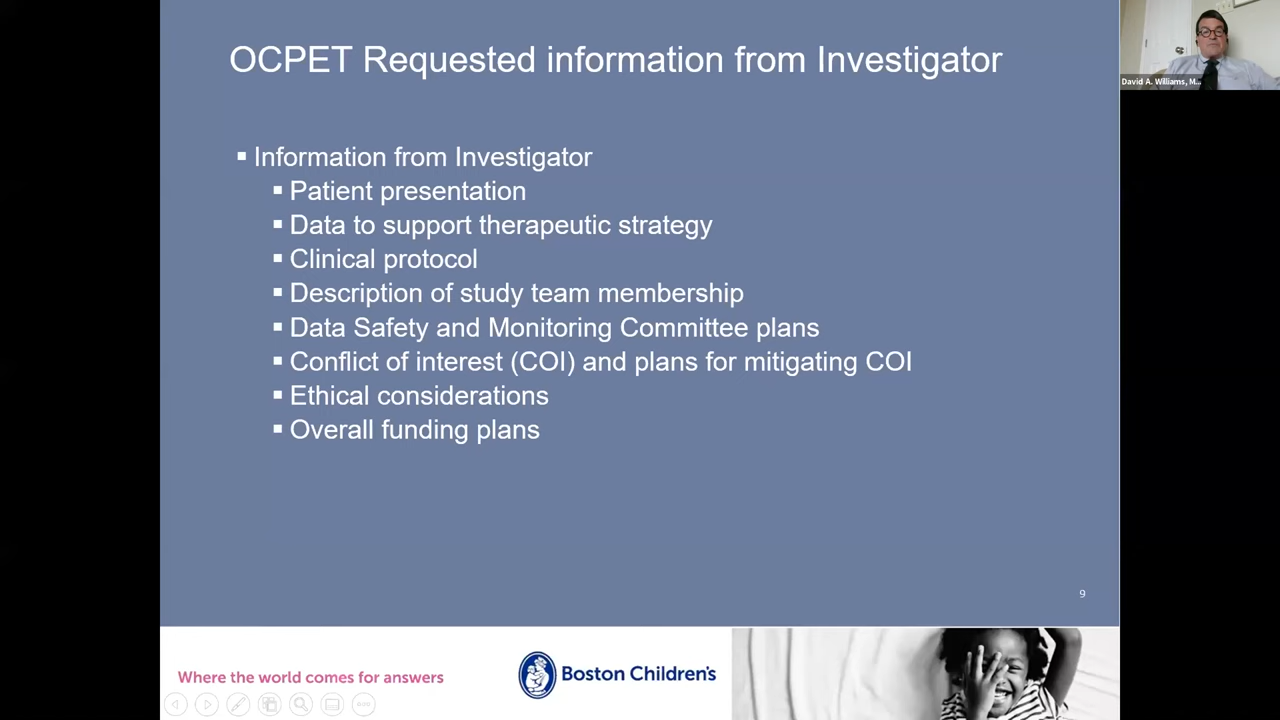 OCPET Requested information from Investigator
David A. Williams, M...
Information from Investigator
Patient presentation
Data to support therapeutic strategy
Clinical protocol
Description of study team membership
Data Safety and Monitoring Committee plans
Conflict of interest (COI) and plans for mitigating COI
Ethical considerations
Overall funding plans
9
Where the world comes for answers
Boston Children's